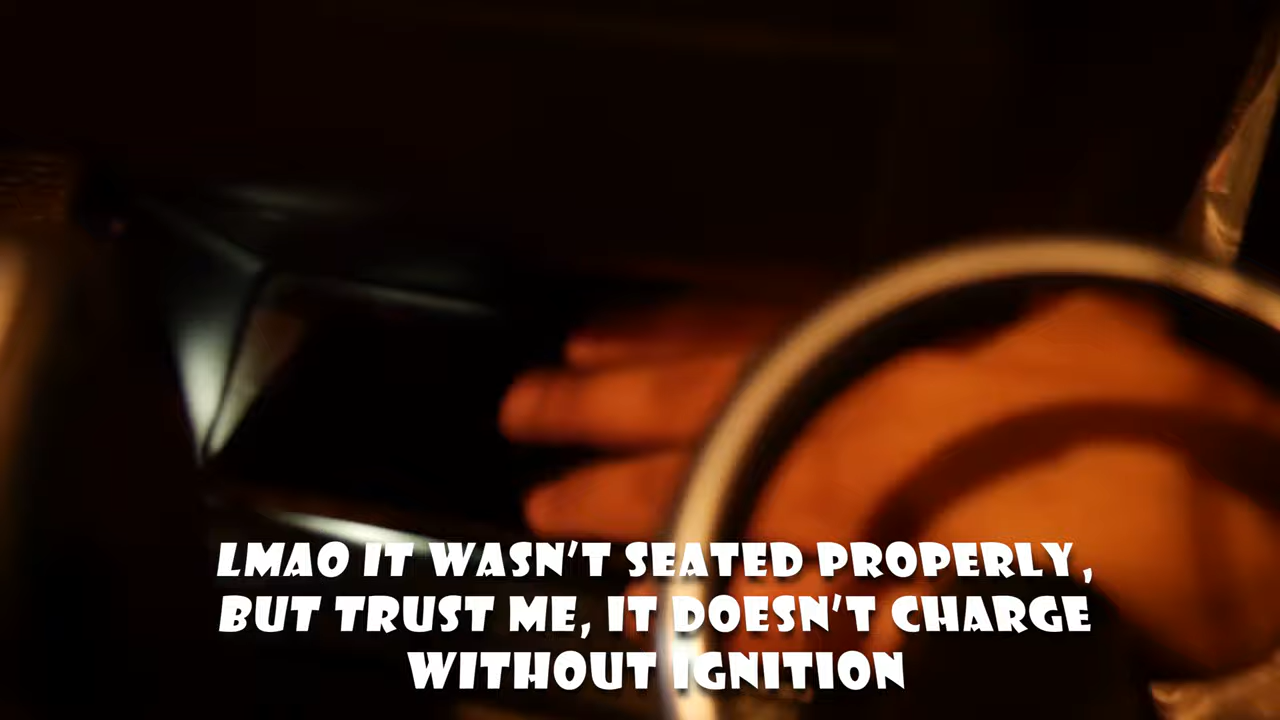 LMAO IT WASN'T SEATED PROPERLY,
BUT TRUST ME, IT DOESN'T CHARGE
WITHOUT IGNITION